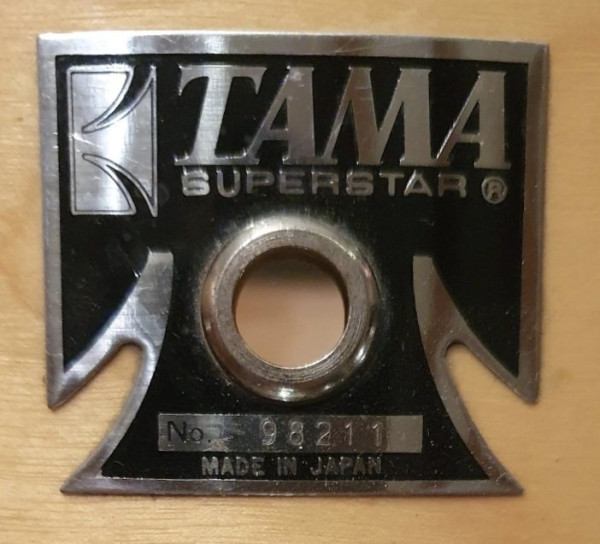 TAMA
SUPERSTAR ®
No. 98211
MADE IN JAPAN